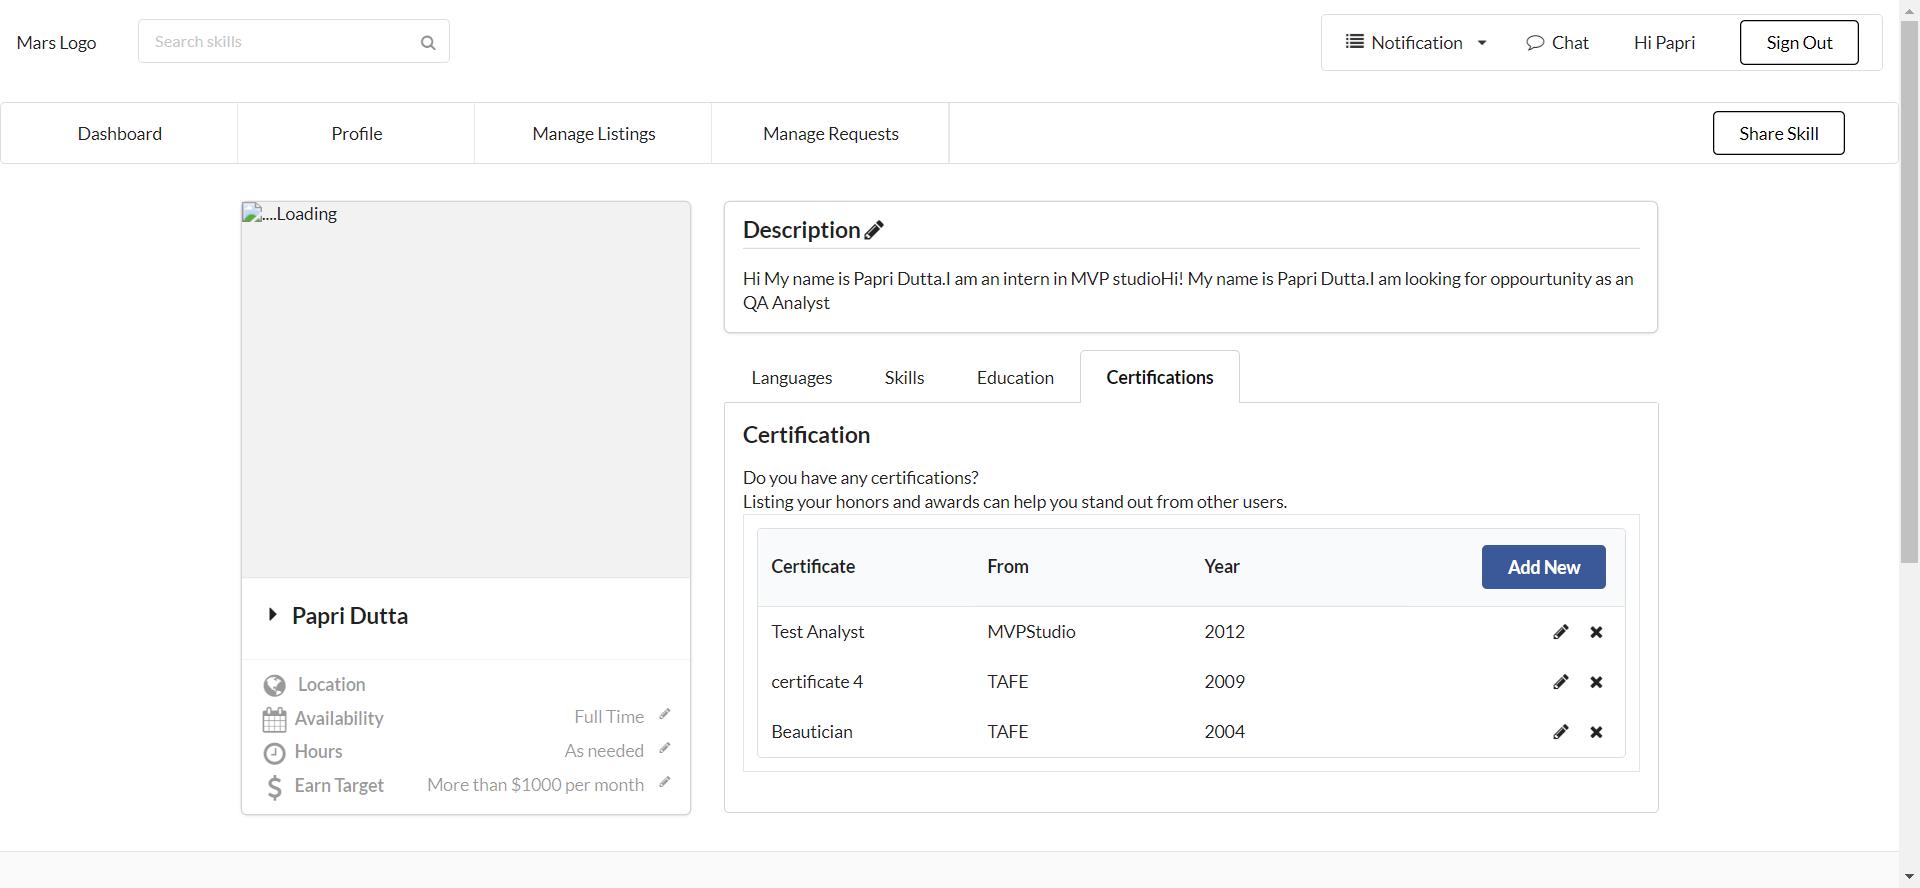 Mars Logo
Search skills
Notification
Chat
Hi Papri
Sign Out
Dashboard
Profile
Manage Listings
Manage Requests
Share Skill
....Loading
Papri Dutta
Location
Availability
Full Time
Hours
As needed
Earn Target
More than $1000 per month
Description
Hi My name is Papri Dutta.I am an intern in MVP studioHi! My name is Papri Dutta.I am looking for oppourtunity as an
QA Analyst
Languages
Skills
Education
Certifications
Certification
Do you have any certifications?
Listing your honors and awards can help you stand out from other users.
Certificate From Year Add New
Test Analyst MVPStudio 2012
certificate 4 TAFE 2009
Beautician TAFE 2004